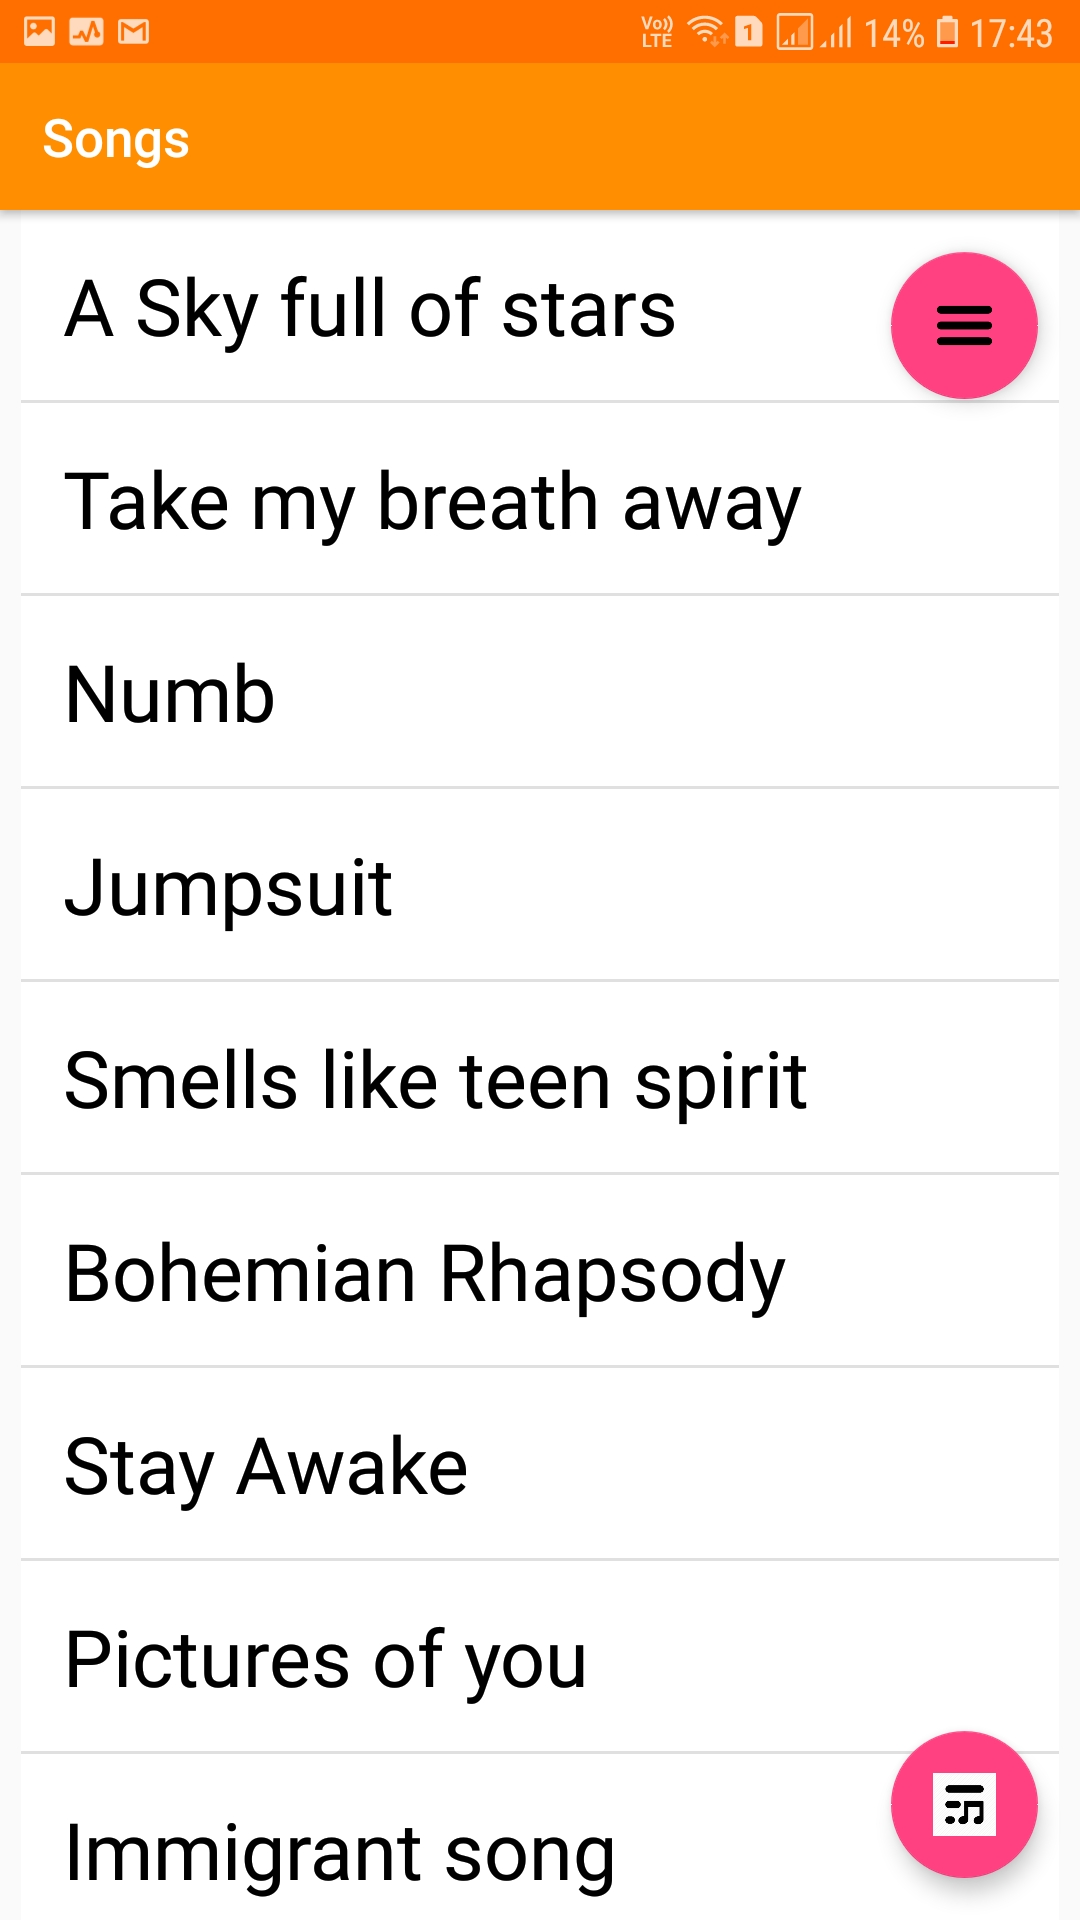 Vo)) LTE 1 14% 17:43
Songs
A Sky full of stars
Take my breath away
Numb
Jumpsuit
Smells like teen spirit
Bohemian Rhapsody
Stay Awake
Pictures of you
Immigrant song